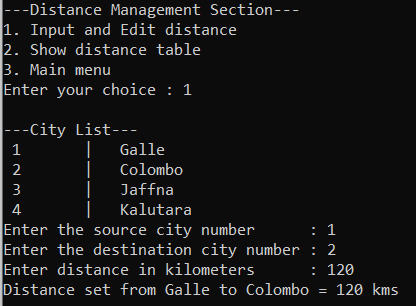 ---Distance Management Section---
1. Input and Edit distance
2. Show distance table
3. Main menu
Enter your choice : 1

---City List---
 1       |   Galle
 2       |   Colombo
 3       |   Jaffna
 4       |   Kalutara
Enter the source city number      : 1
Enter the destination city number : 2
Enter distance in kilometers      : 120
Distance set from Galle to Colombo = 120 kms